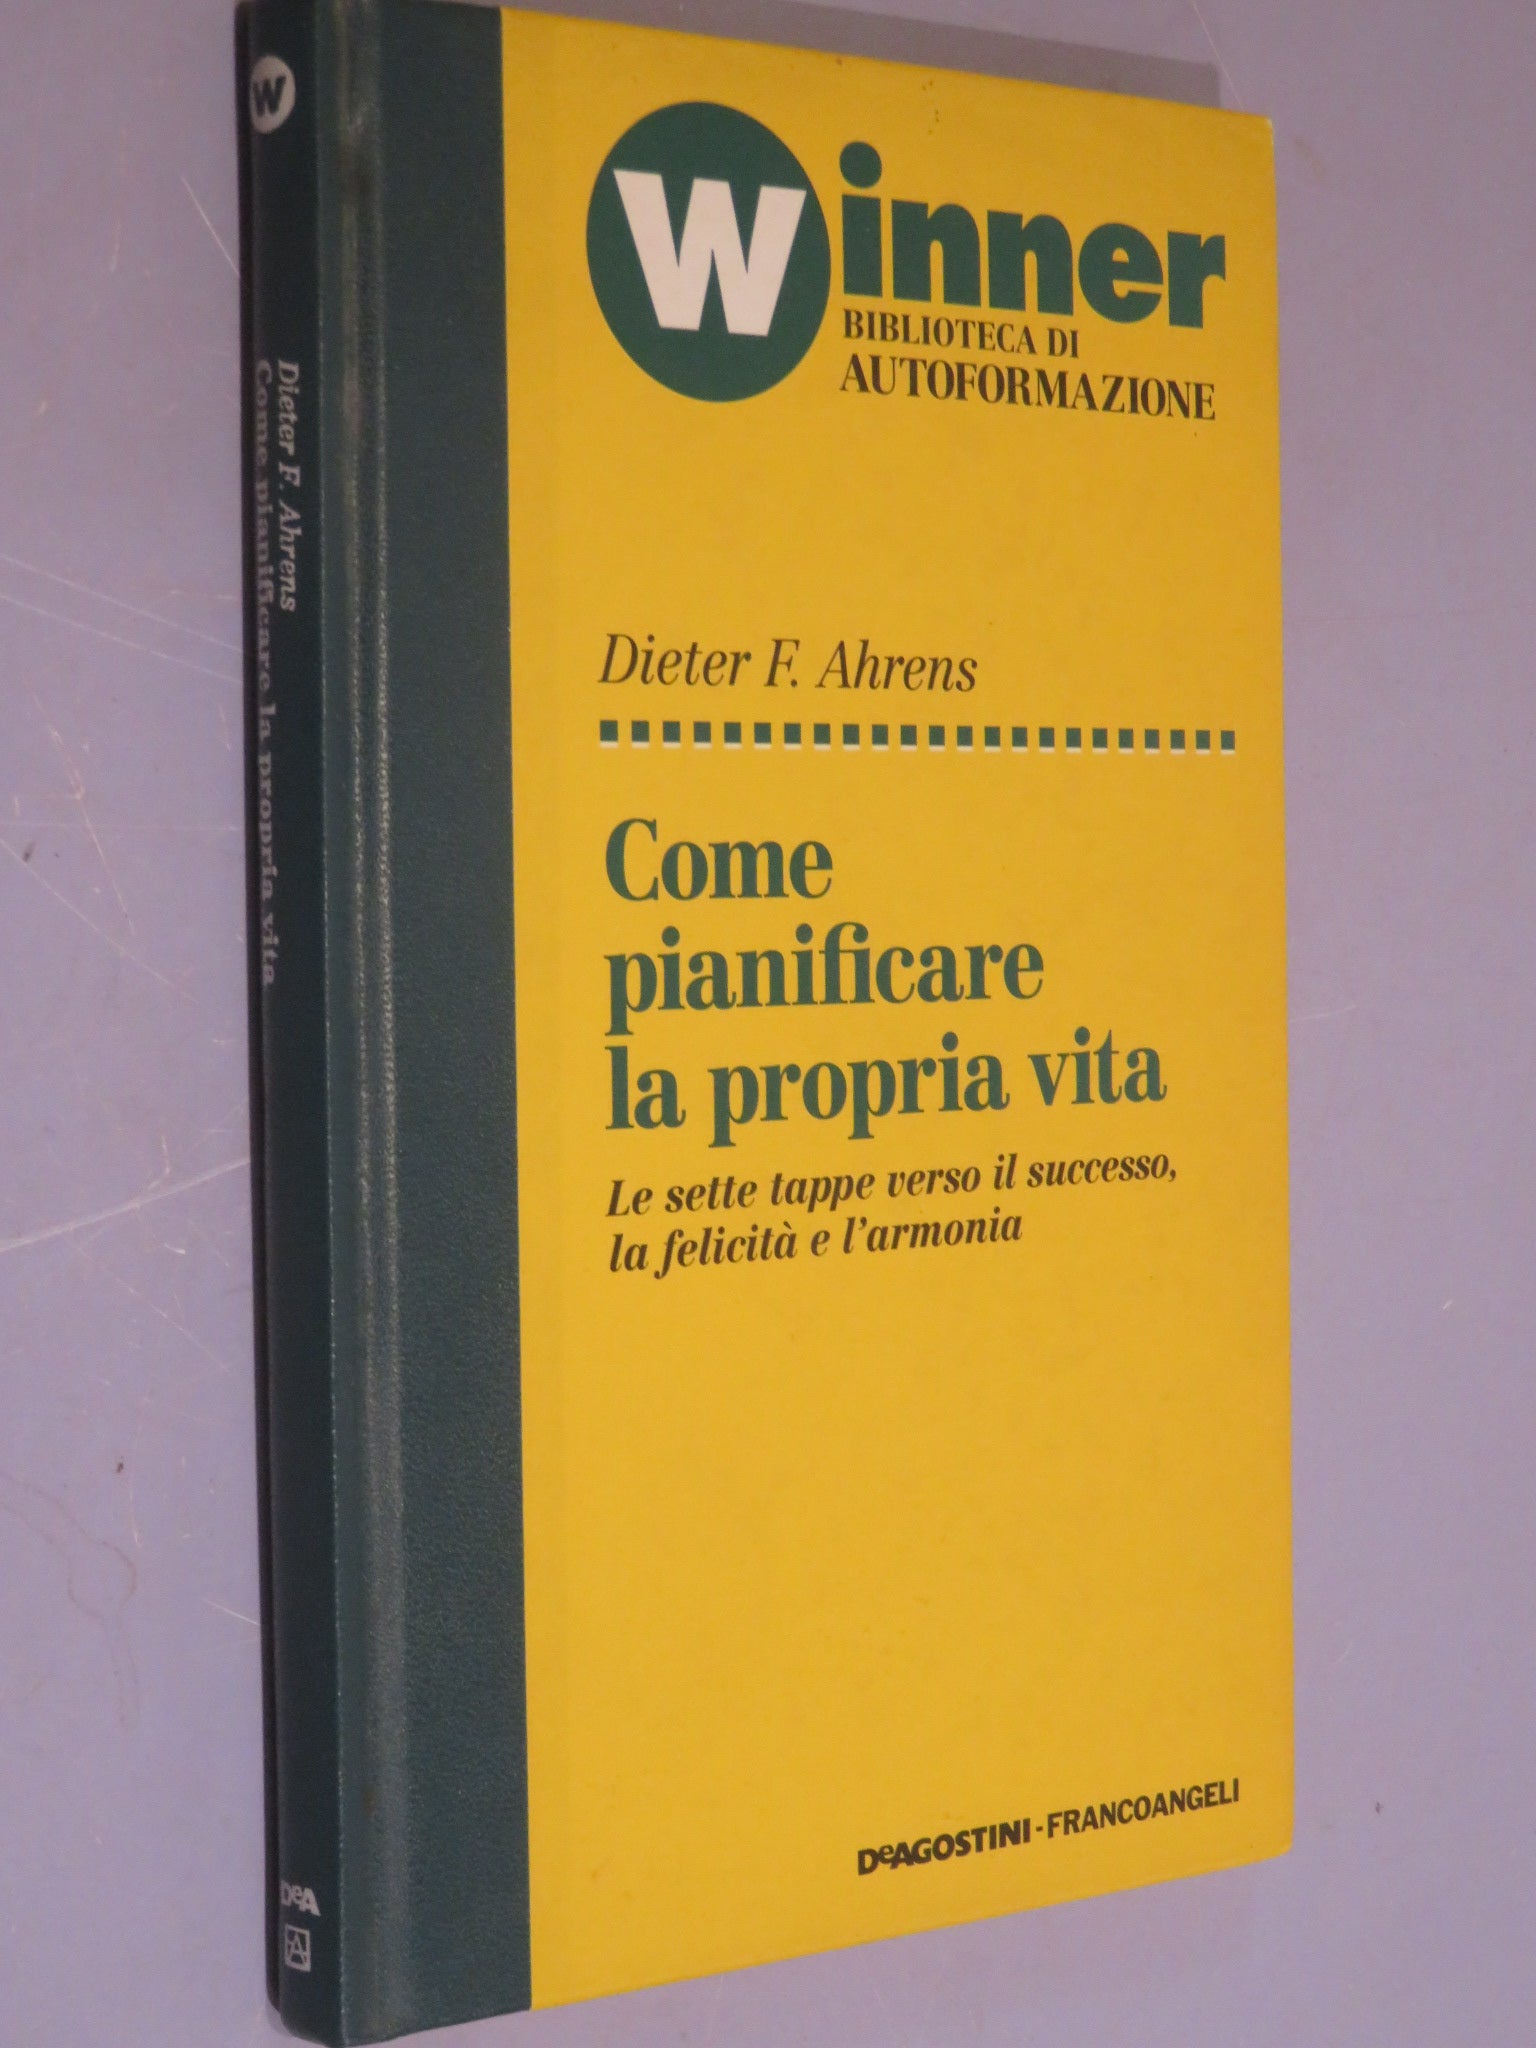 W
Dieter F. Ahrens
Come pianificare la propria vita
DeA
Winner
BIBLIOTECA DI
AUTOFORMAZIONE
Dieter F. Ahrens
Come
pianificare
la propria vita
Le sette tappe verso il successo,
la felicità e l'armonia
DeAGOSTINI-FRANCOANGELI